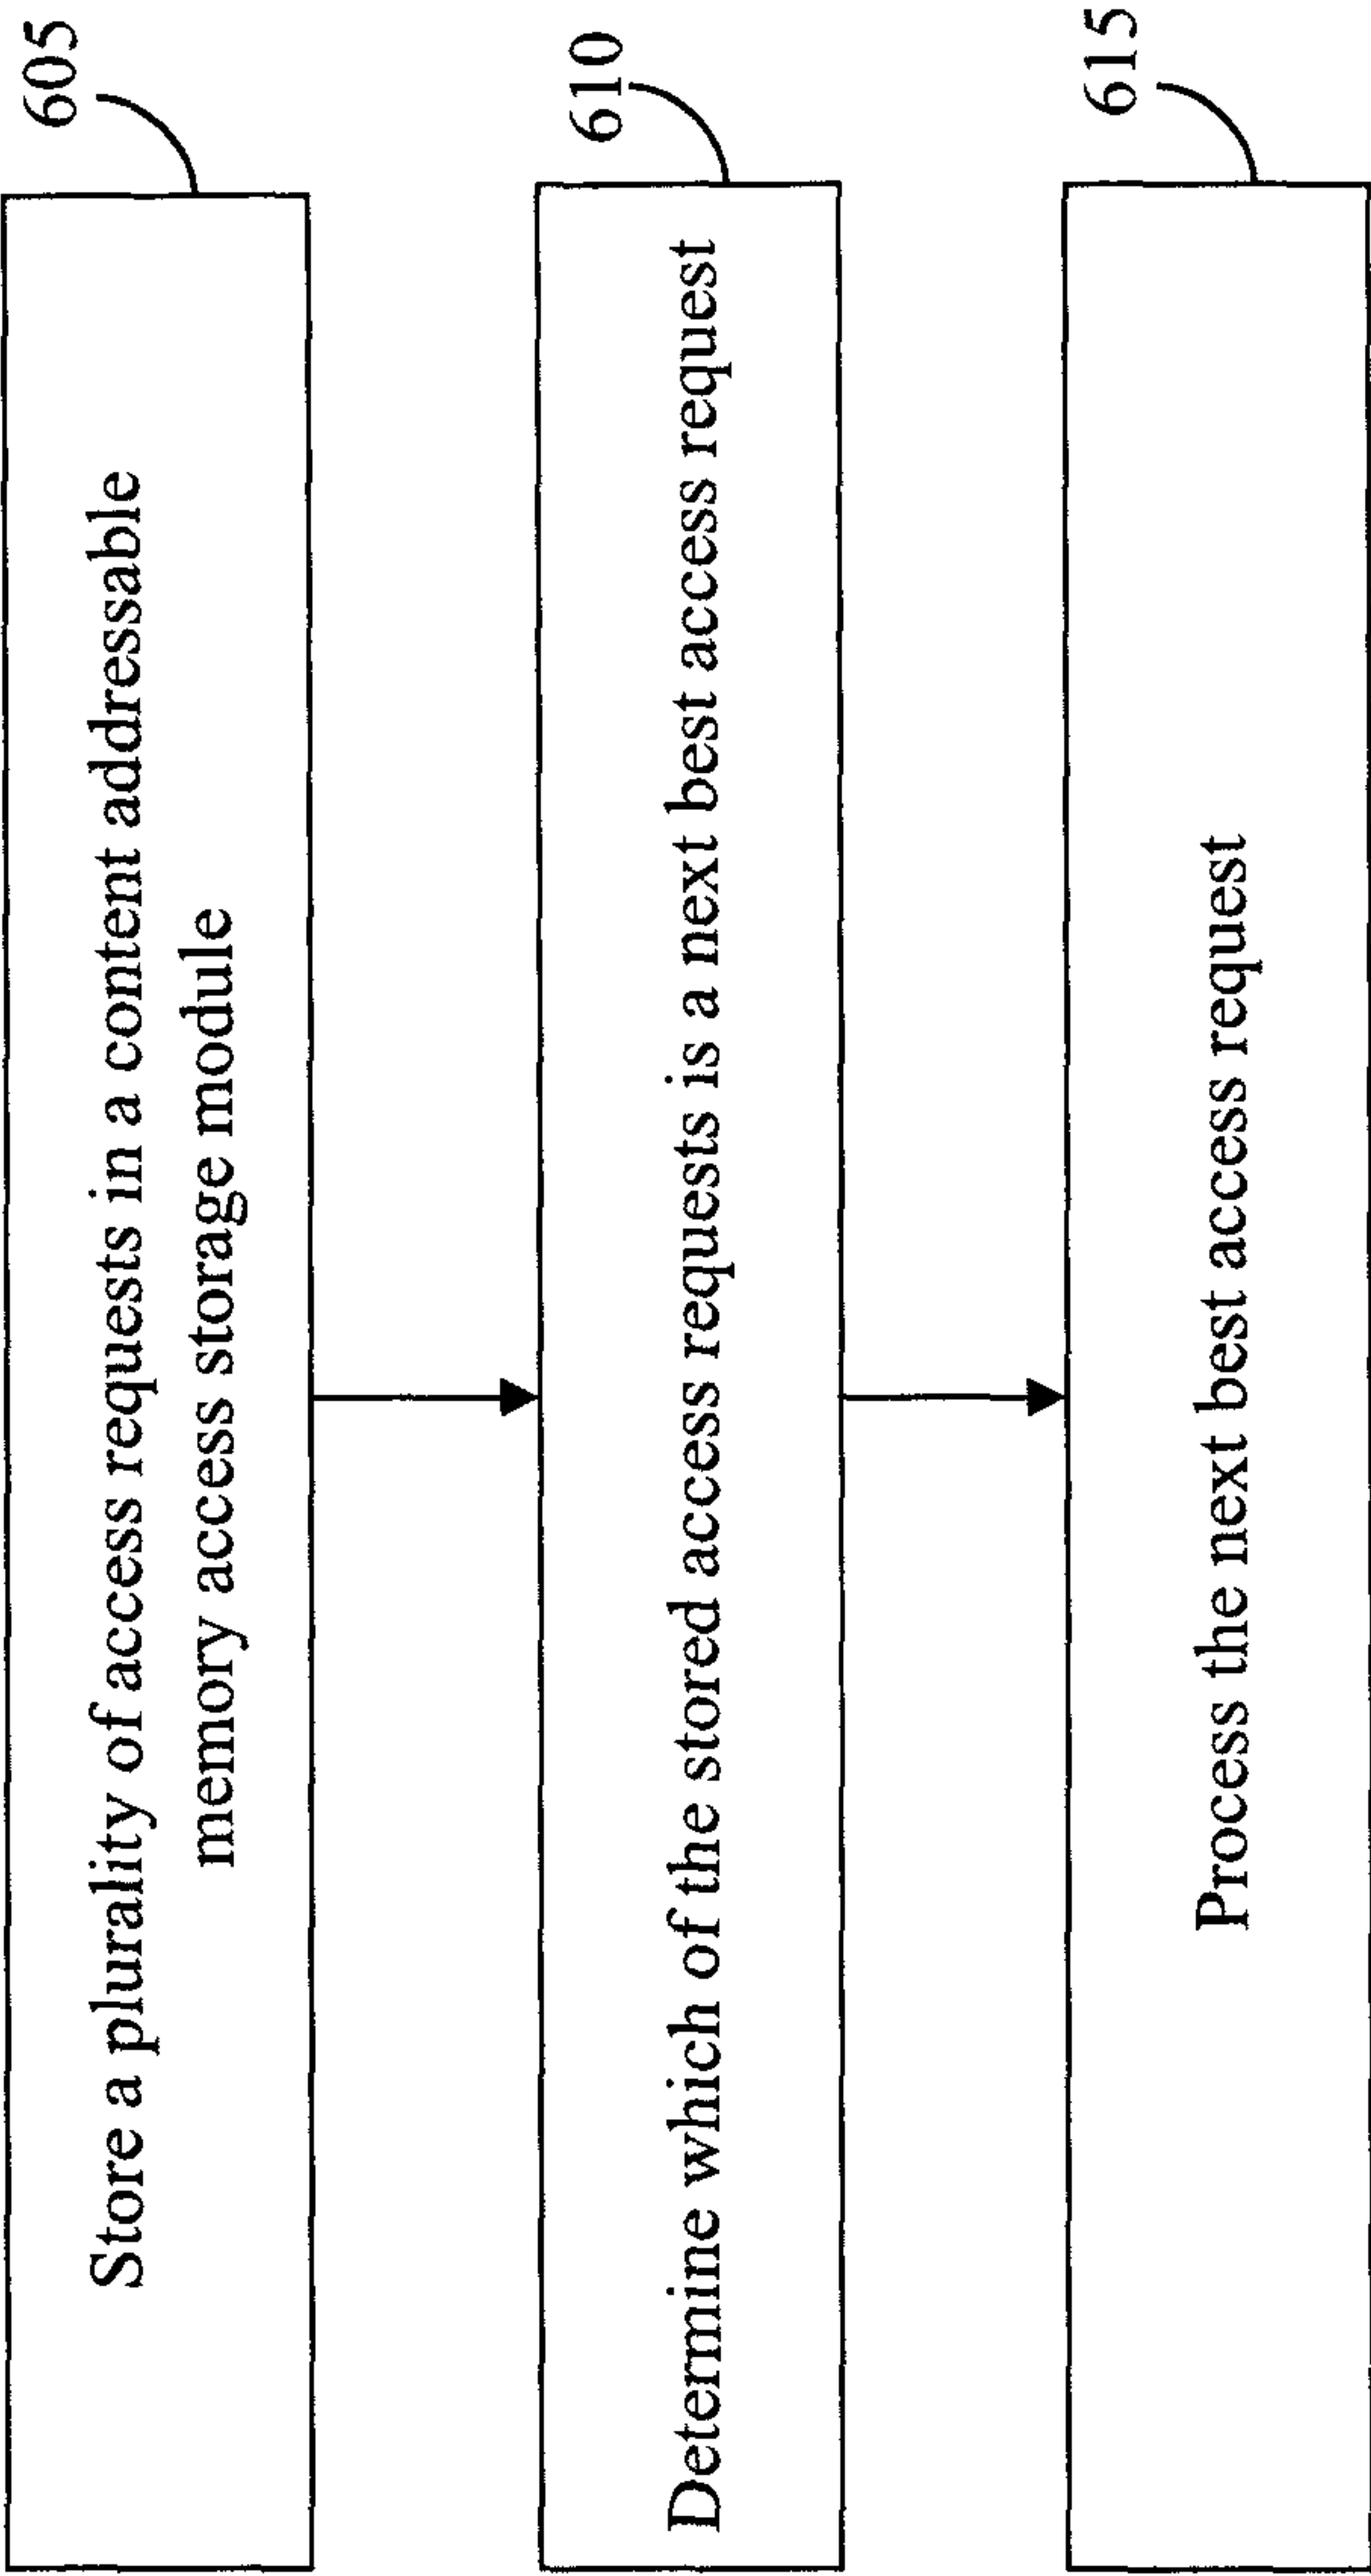 605
Store a plurality of access requests in a content addressable
memory access storage module
610
Determine which of the stored access requests is a next best access request
615
Process the next best access request